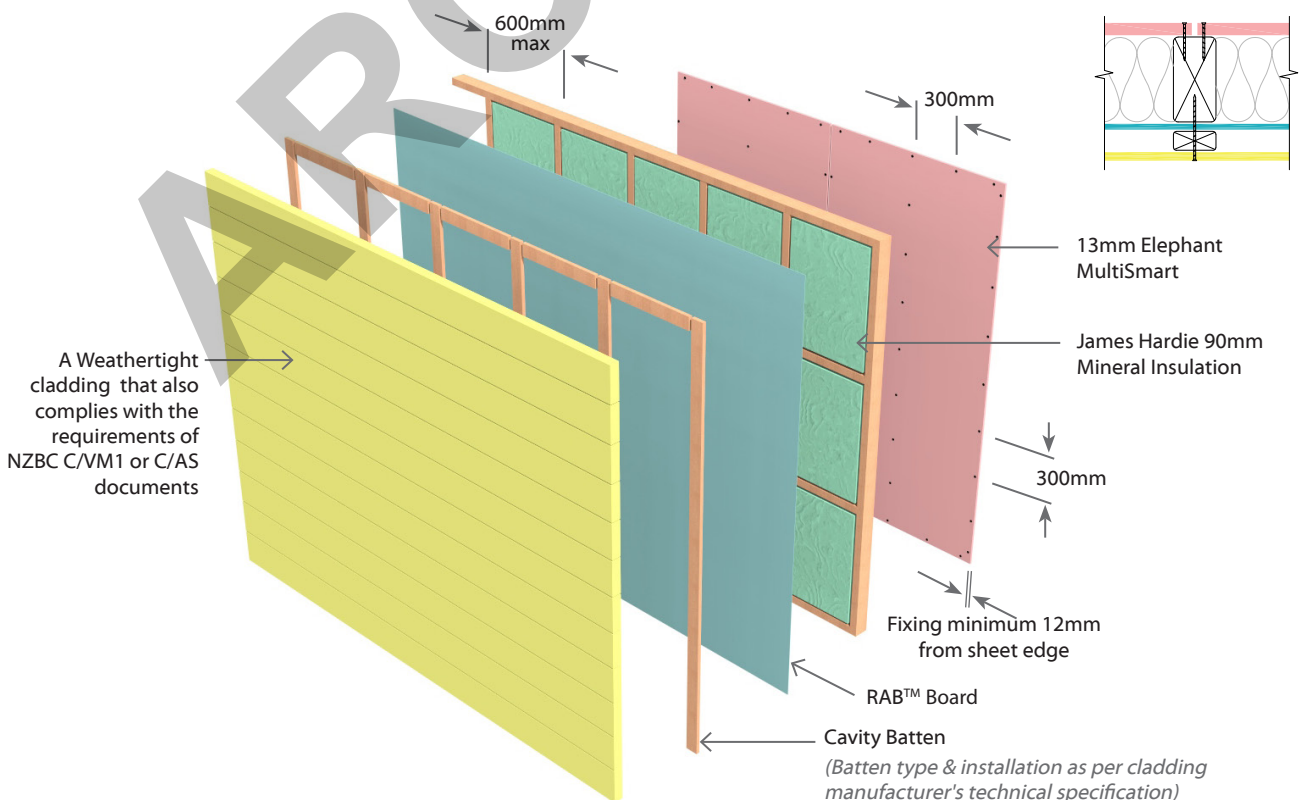 600mm
max
300mm
13mm Elephant
MultiSmart
James Hardie 90mm
Mineral Insulation
A Weathertight
cladding that also
complies with the
requirements of
NZBC C/VM1 or C/AS
documents
300mm
Fixing minimum 12mm
from sheet edge
RAB™ Board
Cavity Batten
(Batten type & installation as per cladding
manufacturer's technical specification)